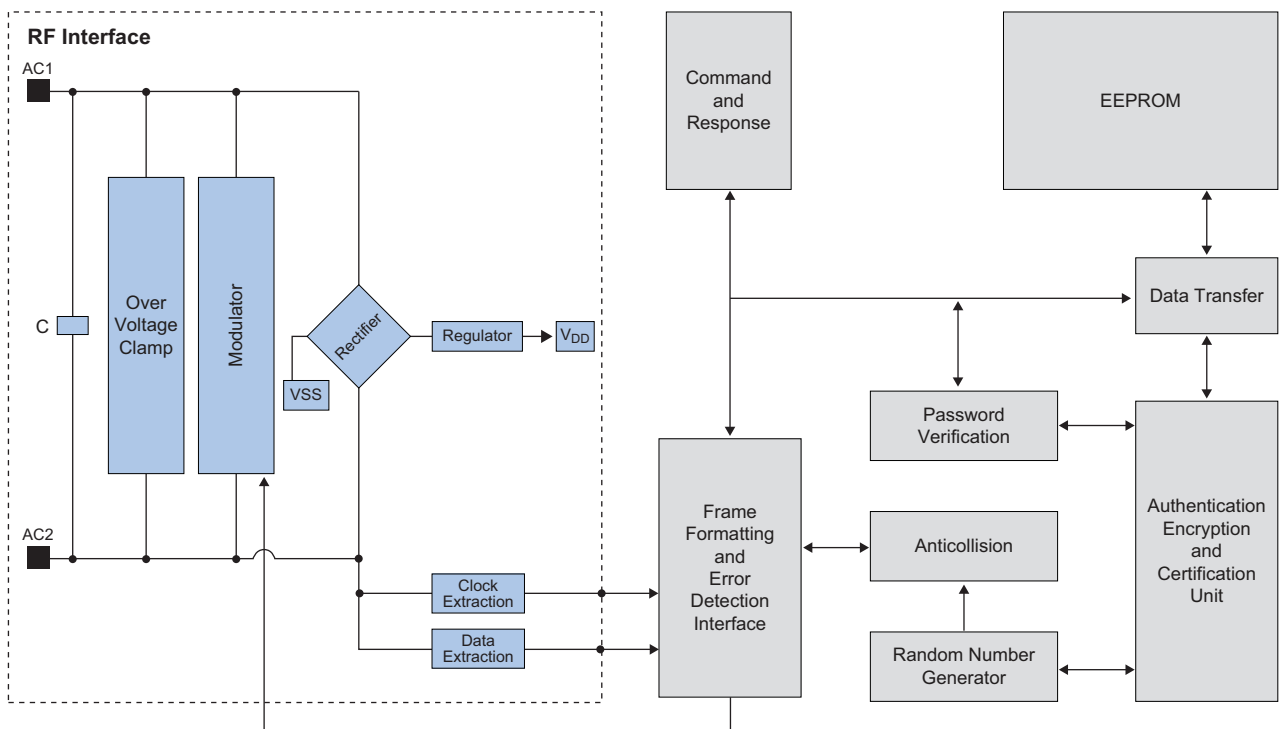 RF Interface
AC1
C
Over
Voltage
Clamp
Modulator
Rectifier
VSS
Regulator
VDD
AC2
Clock
Extraction
Data
Extraction
Command
and
Response
EEPROM
Data Transfer
Password
Verification
Frame
Formatting
and
Error
Detection
Interface
Anticollision
Random Number
Generator
Authentication
Encryption
and
Certification
Unit